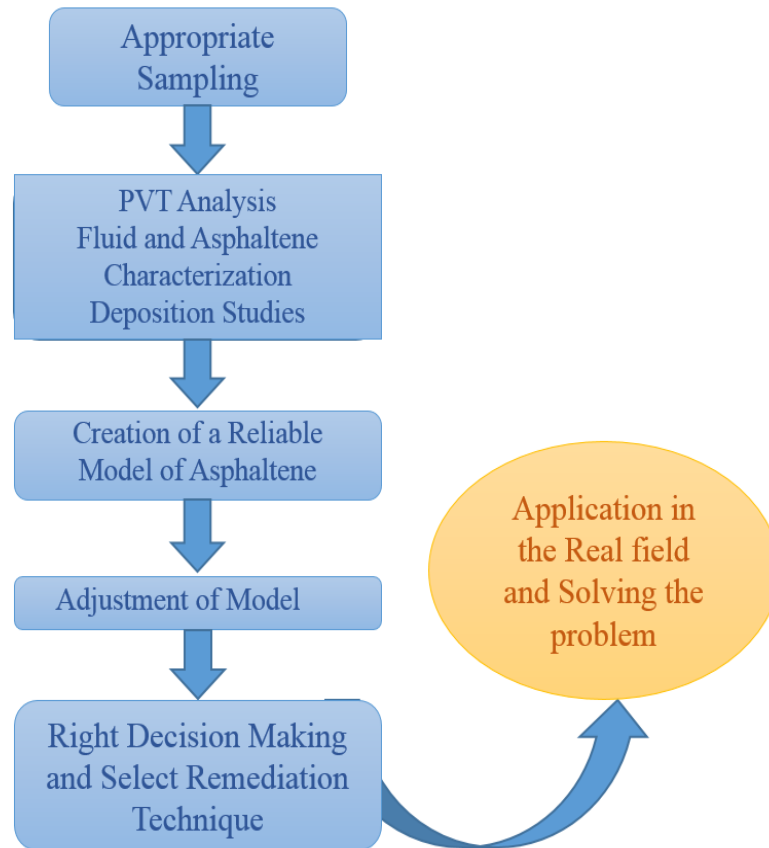 Appropriate
Sampling
PVT Analysis
Fluid and Asphaltene
Characterization
Deposition Studies
Creation of a Reliable
Model of Asphaltene
Adjustment of Model
Right Decision Making
and Select Remediation
Technique
Application in
the Real field
and Solving the
problem